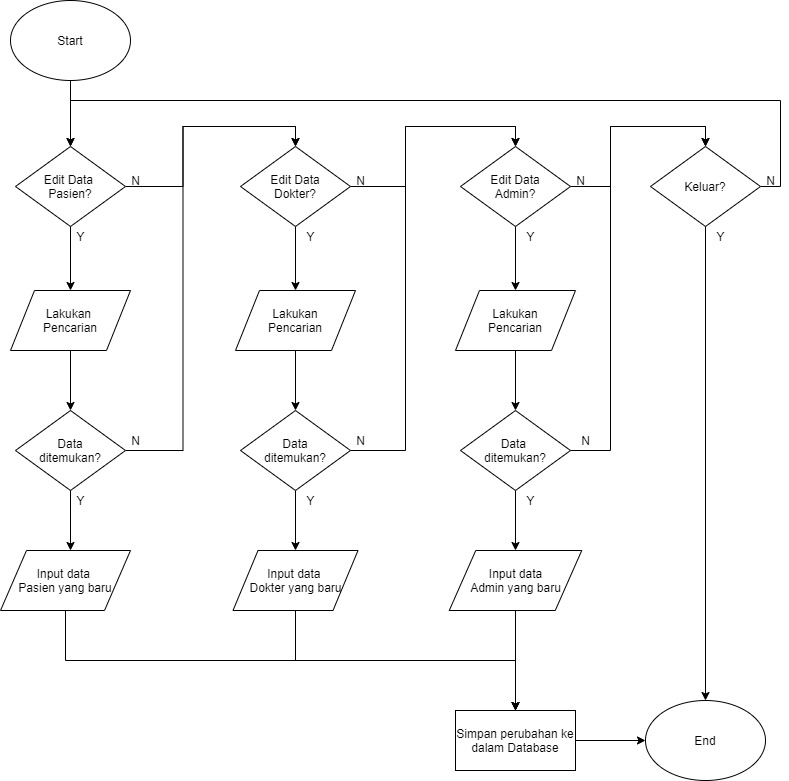 Start
Edit Data
Pasien?
N
Edit Data
Dokter?
N
Edit Data
Admin?
N
Keluar?
N
Y
Y
Y
Y
Lakukan
Pencarian
Lakukan
Pencarian
Lakukan
Pencarian
Data
ditemukan?
N
Data
ditemukan?
N
Data
ditemukan?
N
Y
Y
Y
Input data
Pasien yang baru
Input data
Dokter yang baru
Input data
Admin yang baru
Simpan perubahan ke
dalam Database
End